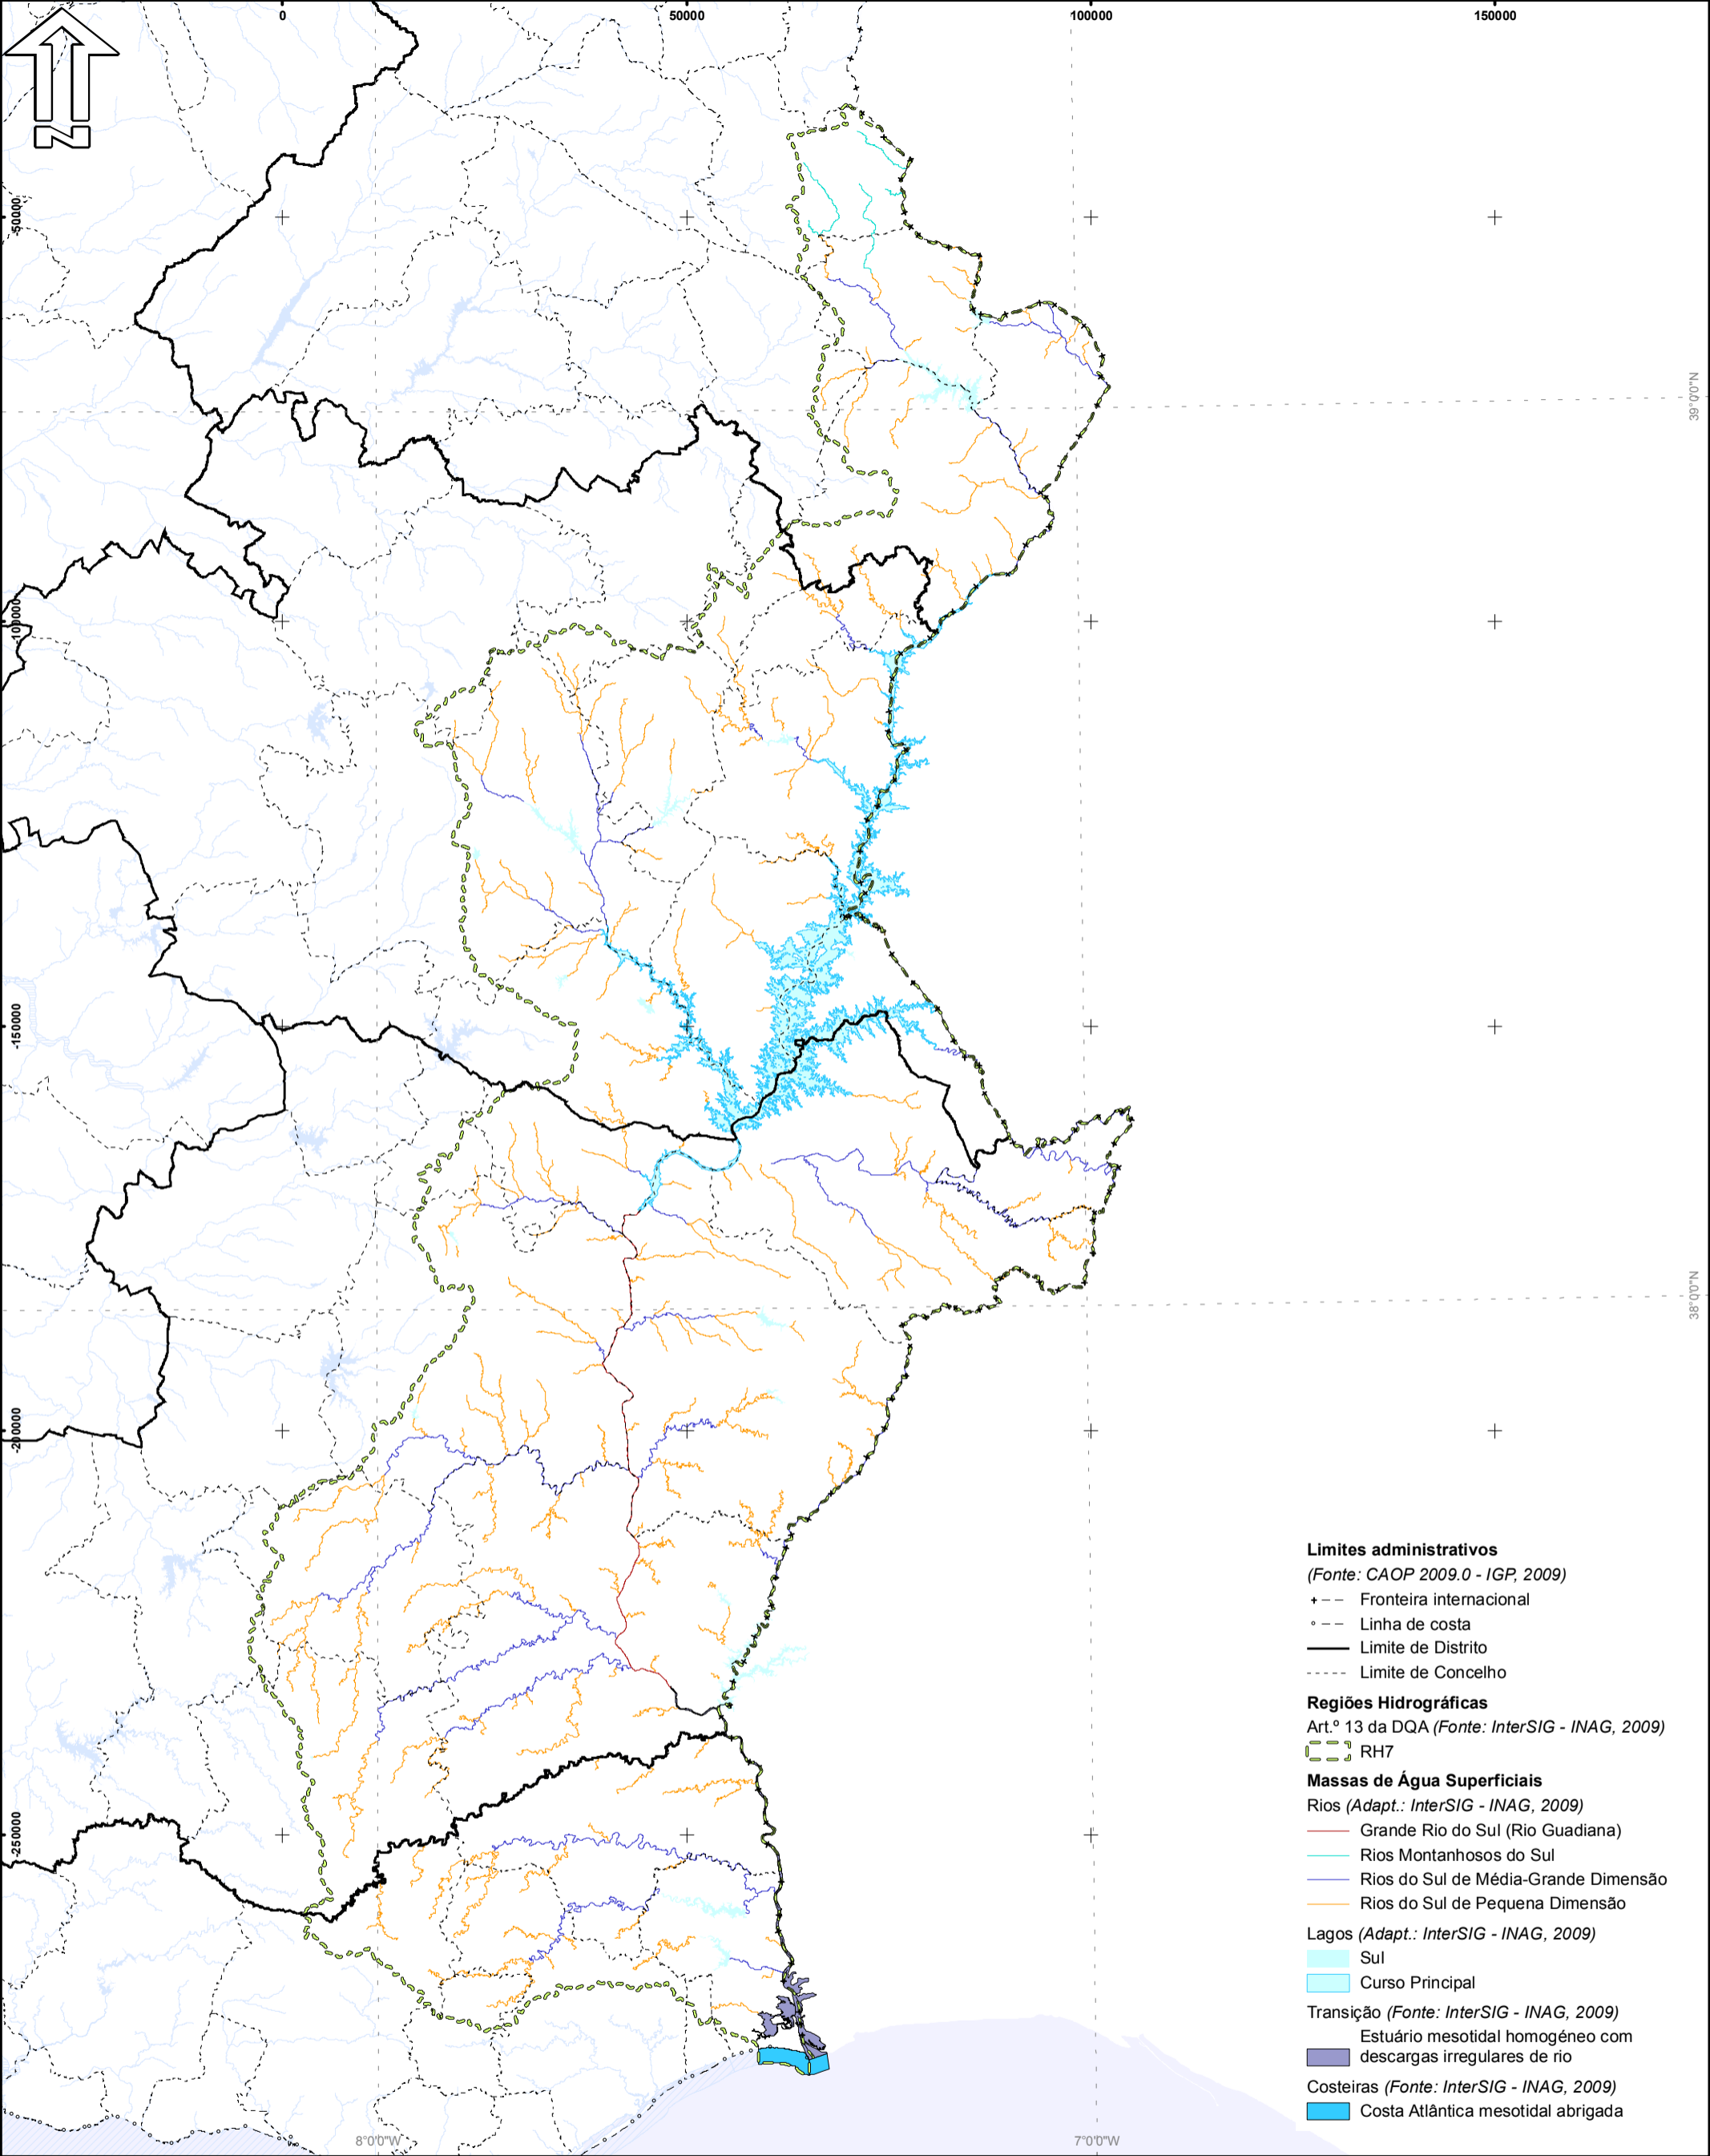 0
50000
100000
150000
N
-50000
-100000
-150000
-200000
-250000
39°0'0"N
38°0'0"N
8°0'0"W
7°0'0"W
Limites administrativos
(Fonte: CAOP 2009.0 - IGP, 2009)
Fronteira internacional
Linha de costa
Limite de Distrito
Limite de Concelho
Regiões Hidrográficas
Art.º 13 da DQA (Fonte: InterSIG - INAG, 2009)
RH7
Massas de Água Superficiais
Rios (Adapt.: InterSIG - INAG, 2009)
Grande Rio do Sul (Rio Guadiana)
Rios Montanhosos do Sul
Rios do Sul de Média-Grande Dimensão
Rios do Sul de Pequena Dimensão
Lagos (Adapt.: InterSIG - INAG, 2009)
Sul
Curso Principal
Transição (Fonte: InterSIG - INAG, 2009)
Estuário mesotidal homogéneo com
descargas irregulares de rio
Costeiras (Fonte: InterSIG - INAG, 2009)
Costa Atlântica mesotidal abrigada